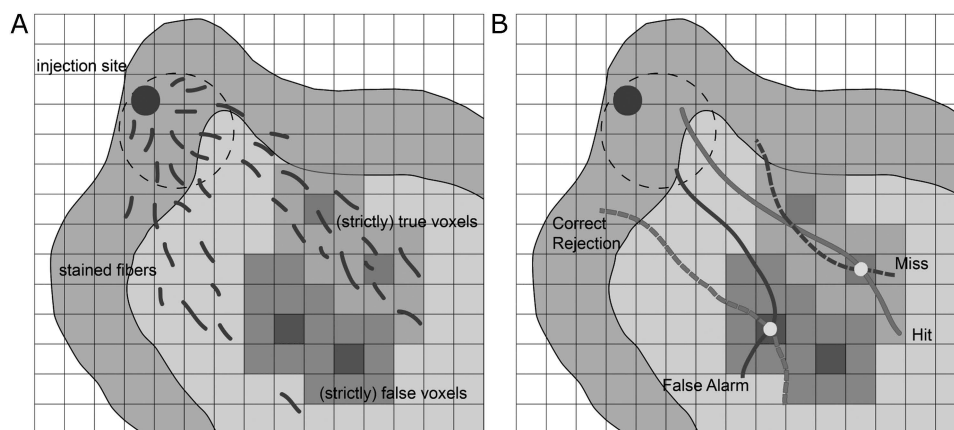 A
injection site
(strictly) true voxels
stained fibers
(strictly) false voxels
B
Correct
Rejection
Miss
Hit
False Alarm